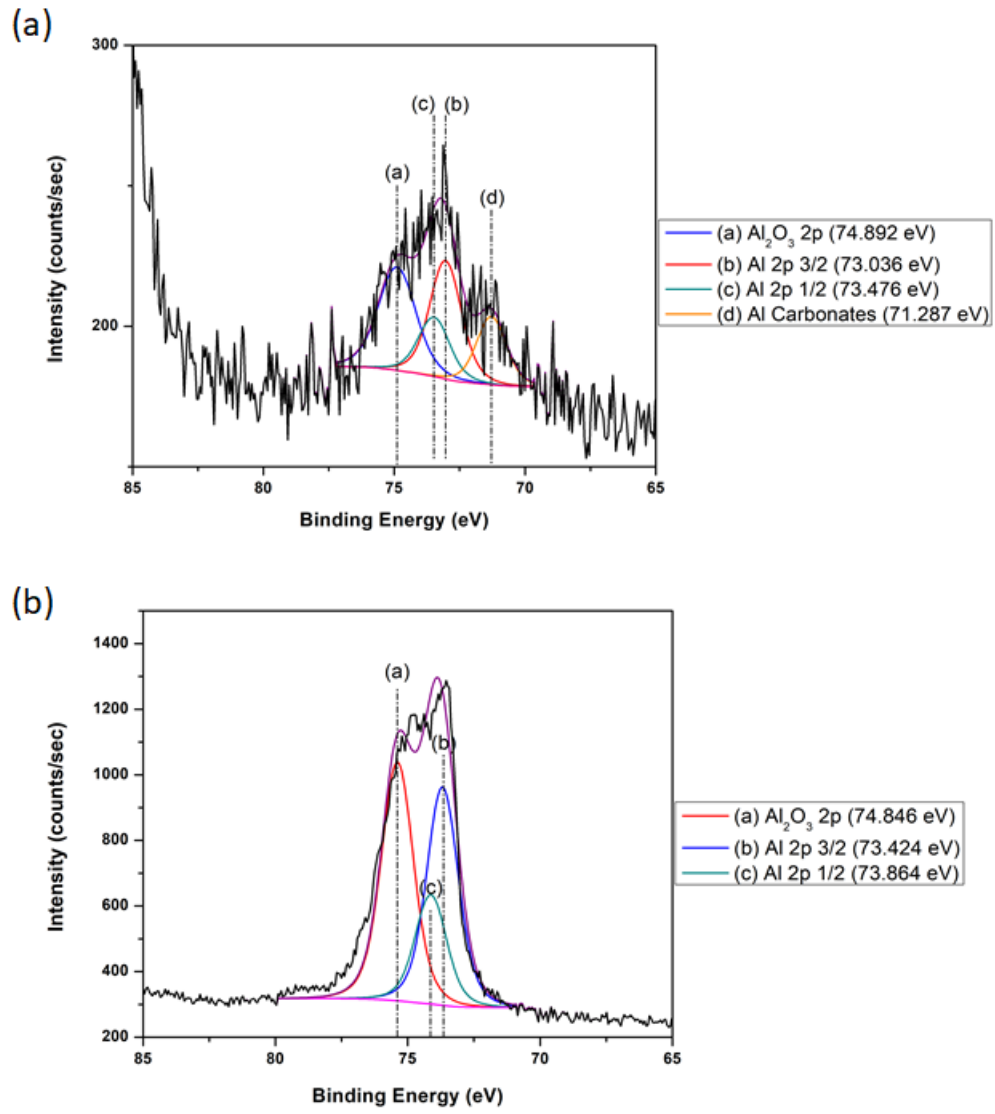 (a)
300
(c) (b)
(a)
(d)
Intensity (counts/sec)
200
85 80 75 70 65
Binding Energy (eV)
(a) Al₂O₃ 2p (74.892 eV)
(b) Al 2p 3/2 (73.036 eV)
(c) Al 2p 1/2 (73.476 eV)
(d) Al Carbonates (71.287 eV)
(b)
1400
(a)
1200
(b)
1000
Intensity (counts/sec)
800
(c)
600
400
200
85 80 75 70 65
Binding Energy (eV)
(a) Al₂O₃ 2p (74.846 eV)
(b) Al 2p 3/2 (73.424 eV)
(c) Al 2p 1/2 (73.864 eV)